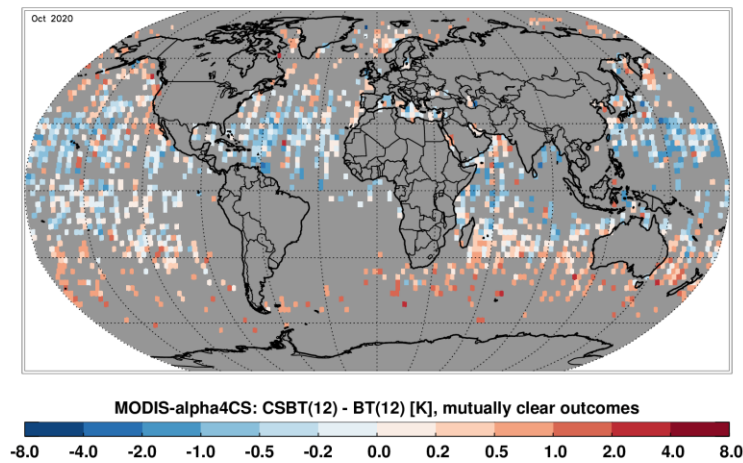 Oct 2020
MODIS-alpha4CS: CSBT(12) - BT(12) [K], mutually clear outcomes
-8.0 -4.0 -2.0 -1.0 -0.5 -0.2 0.0 0.2 0.5 1.0 2.0 4.0 8.0